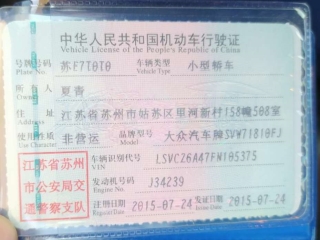 中华人民共和国机动车行驶证
Vehicle License of the People's Republic of China
号牌号码 苏E7T0T0 车辆类型 小型轿车
Plate No. Vehicle Type
所有人 夏青
Owner
住址 江苏省苏州市姑苏区里河新村158幢508室
Address
使用性质 非营运 品牌型号 大众汽车牌SVW71810FJ
Use Character Model
江苏省苏州
市公安局交
通警察支队
车辆识别代号 LSVCZ6A47FN105375
VIN
发动机号码 J34239
Engine No.
注册日期 2015-07-24 发证日期 2015-07-24
Register Date Issue Date